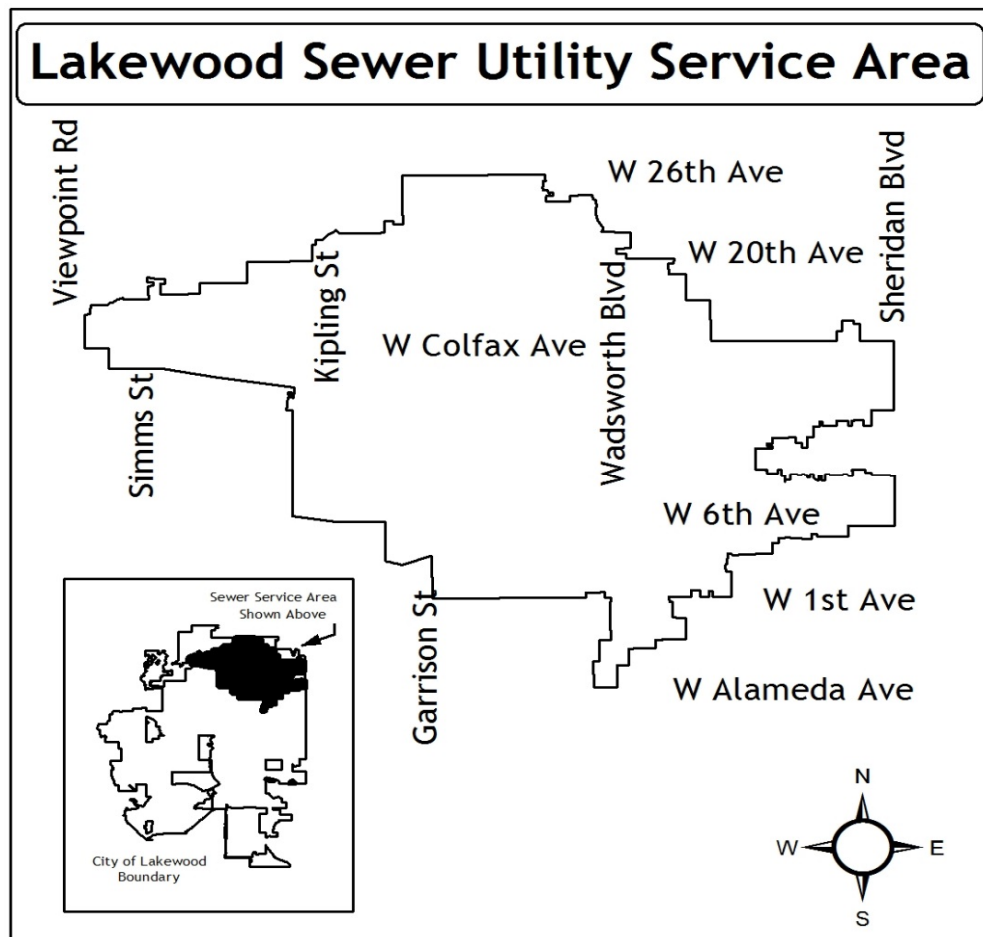 Lakewood Sewer Utility Service Area
Viewpoint Rd
W 26th Ave
Sheridan Blvd
W 20th Ave
Kipling St
Wadsworth Blvd
W Colfax Ave
Simms St
W 6th Ave
Sewer Service Area
Shown Above
Garrison St
W 1st Ave
W Alameda Ave
City of Lakewood
Boundary
N
W
E
S